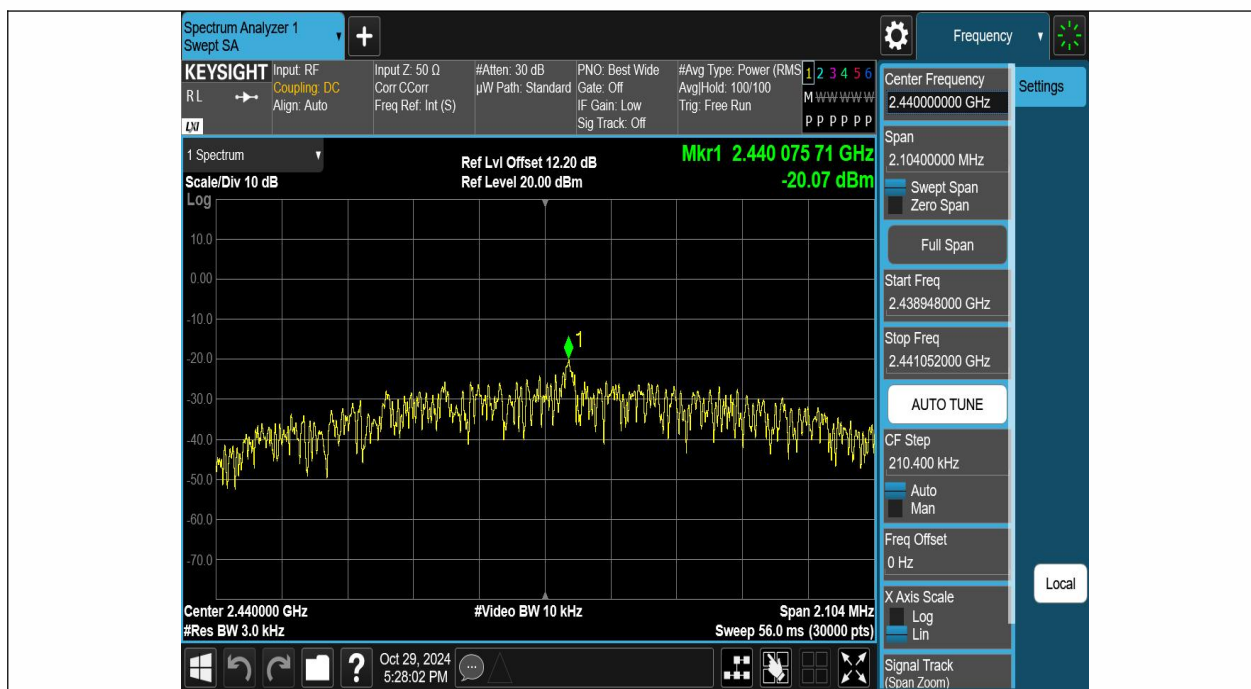 Spectrum Analyzer 1
Swept SA
+
Frequency
KEYSIGHT
RL
LXI
Input: RF
Coupling: DC
Align: Auto
Input Z: 50 Ω
Corr CCorr
Freq Ref: Int (S)
#Atten: 30 dB
µW Path: Standard
PNO: Best Wide
Gate: Off
IF Gain: Low
Sig Track: Off
#Avg Type: Power (RMS
Avg|Hold: 100/100
Trig: Free Run
1 2 3 4 5 6
M W W W W W
P P P P P P
1 Spectrum
Scale/Div 10 dB
Log
Ref Lvl Offset 12.20 dB
Ref Level 20.00 dBm
Mkr1 2.440 075 71 GHz
-20.07 dBm
10.0
0.00
-10.0
-20.0
-30.0
-40.0
-50.0
-60.0
-70.0
1
Center 2.440000 GHz
#Res BW 3.0 kHz
#Video BW 10 kHz
Span 2.104 MHz
Sweep 56.0 ms (30000 pts)
?
Oct 29, 2024
5:28:02 PM
Center Frequency
2.440000000 GHz
Settings
Span
2.10400000 MHz
Swept Span
Zero Span
Full Span
Start Freq
2.438948000 GHz
Stop Freq
2.441052000 GHz
AUTO TUNE
CF Step
210.400 kHz
Auto
Man
Freq Offset
0 Hz
X Axis Scale
Log
Lin
Local
Signal Track
(Span Zoom)